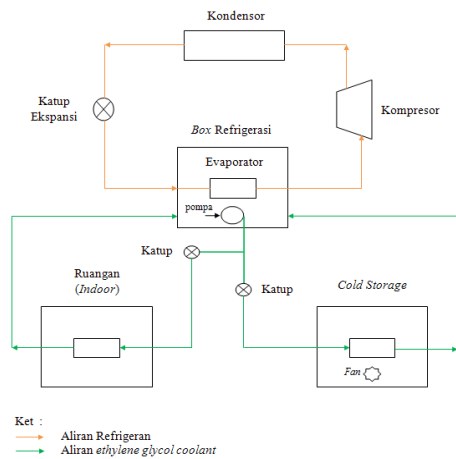 Kondensor
Katup
Ekspansi
Kompresor
Box Refrigerasi
Evaporator
pompa
Katup
Katup
Ruangan
(Indoor)
Cold Storage
Fan
Ket :
Aliran Refrigeran
Aliran ethylene glycol coolant